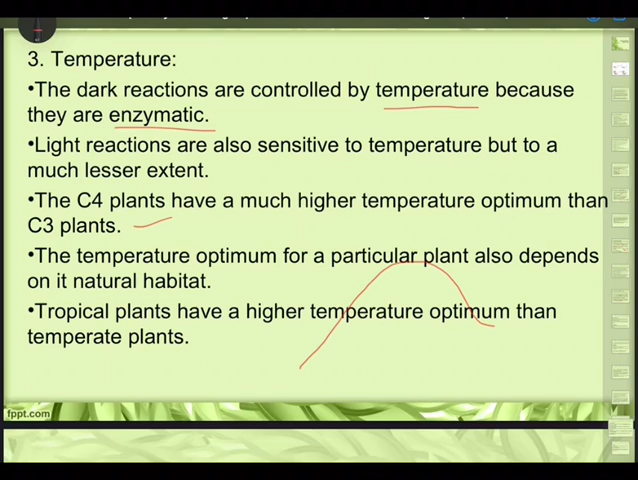 3. Temperature:
•The dark reactions are controlled by temperature because
they are enzymatic.
•Light reactions are also sensitive to temperature but to a
much lesser extent.
•The C4 plants have a much higher temperature optimum than
C3 plants.
•The temperature optimum for a particular plant also depends
on it natural habitat.
•Tropical plants have a higher temperature optimum than
temperate plants.
fppt.com